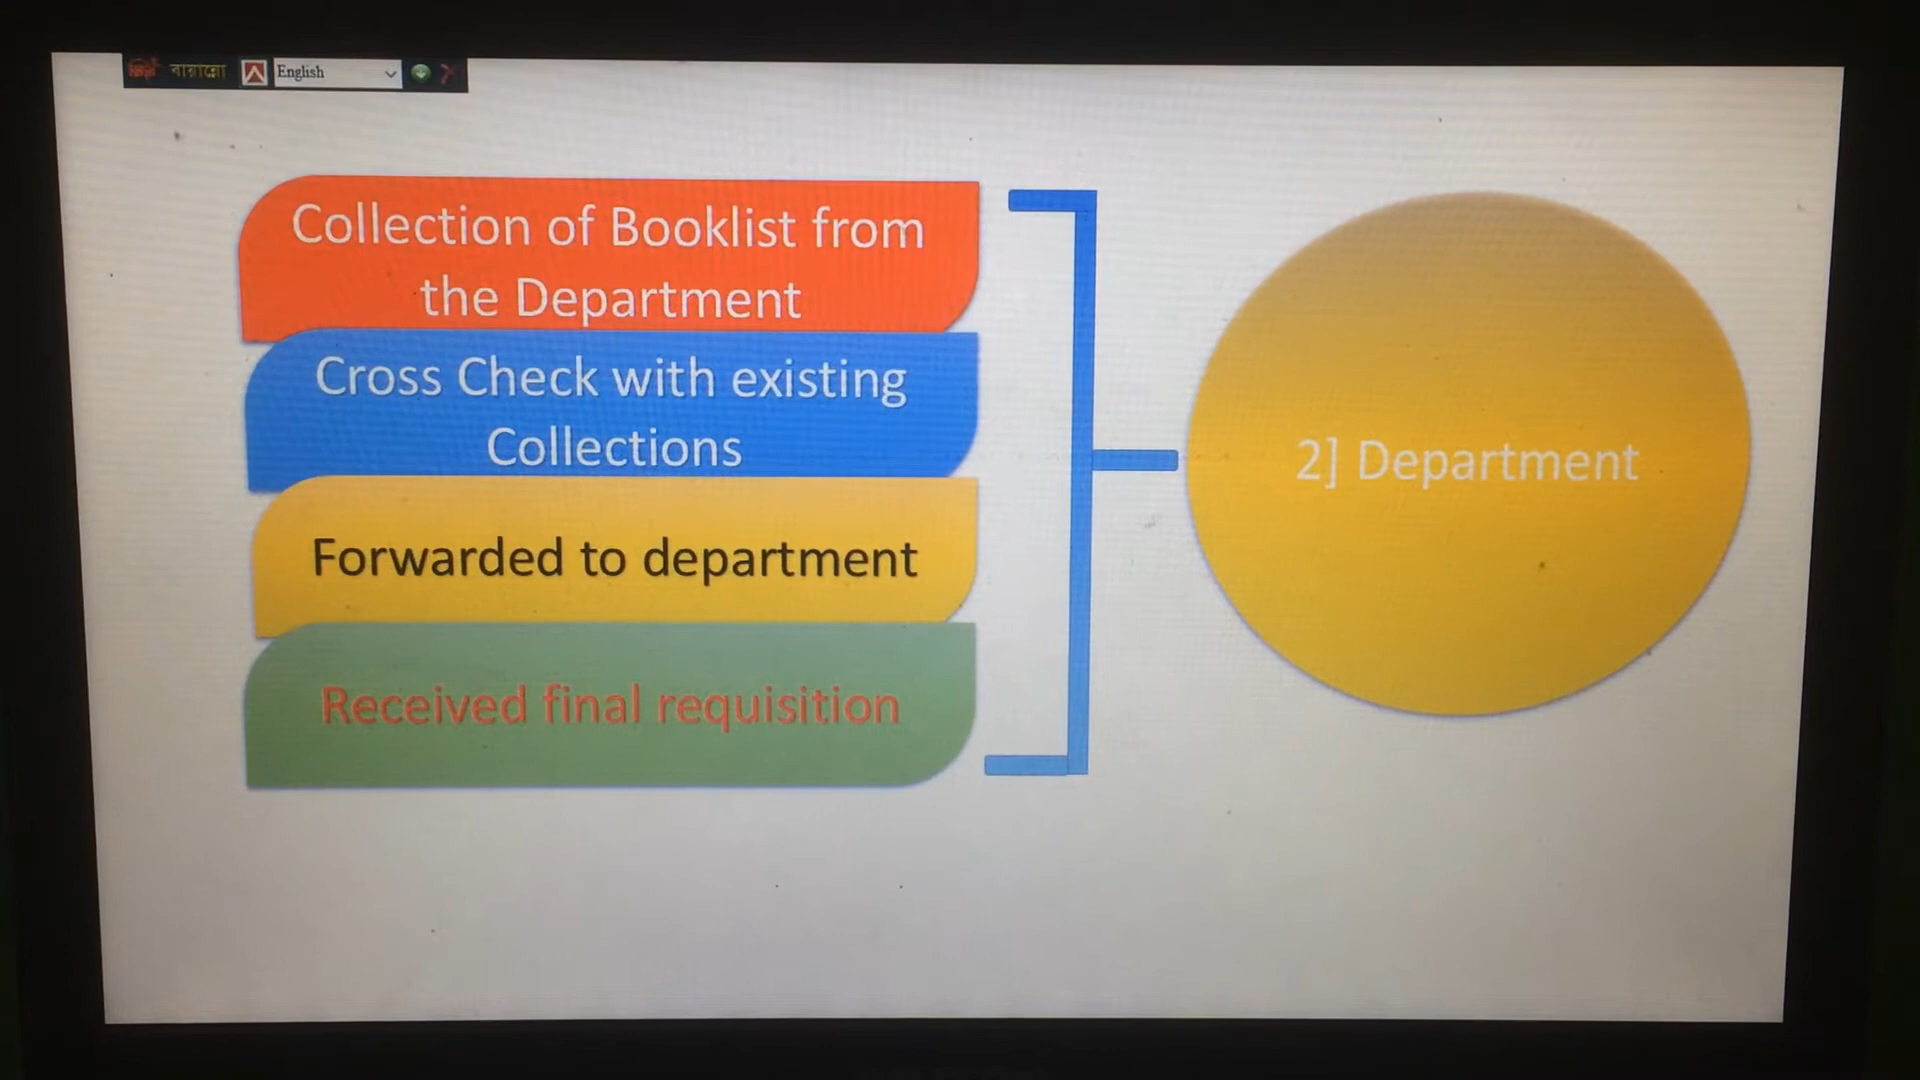 বায়ান্নো English
Collection of Booklist from
the Department
Cross Check with existing
Collections
Forwarded to department
Received final requisition
2] Department